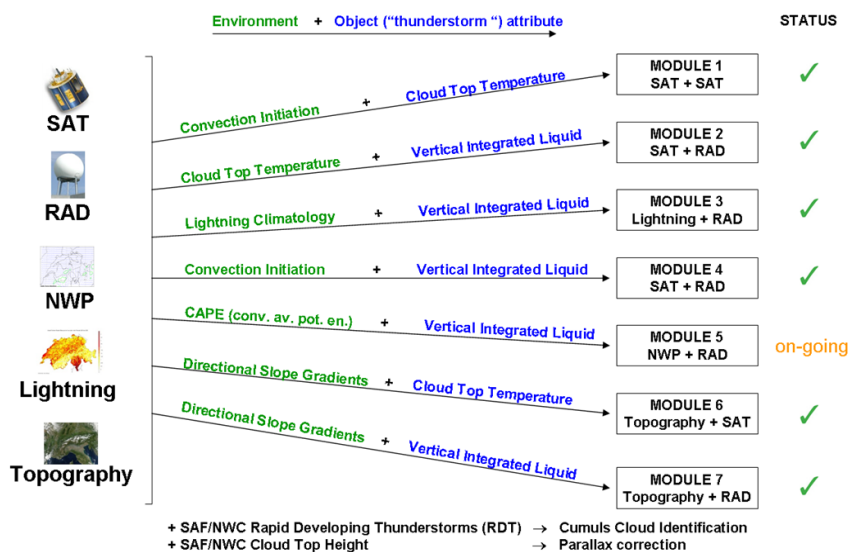 Environment + Object (“thunderstorm “) attribute
STATUS
SAT
RAD
NWP
Lightning
Topography
Convection Initiation + Cloud Top Temperature
MODULE 1
SAT + SAT
✓
Cloud Top Temperature + Vertical Integrated Liquid
MODULE 2
SAT + RAD
✓
Lightning Climatology + Vertical Integrated Liquid
MODULE 3
Lightning + RAD
✓
Convection Initiation + Vertical Integrated Liquid
MODULE 4
SAT + RAD
✓
CAPE (conv. av. pot. en.) + Vertical Integrated Liquid
MODULE 5
NWP + RAD
on-going
Directional Slope Gradients + Cloud Top Temperature
MODULE 6
Topography + SAT
✓
Directional Slope Gradients + Vertical Integrated Liquid
MODULE 7
Topography + RAD
✓
+ SAF/NWC Rapid Developing Thunderstorms (RDT) → Cumuls Cloud Identification
+ SAF/NWC Cloud Top Height → Parallax correction